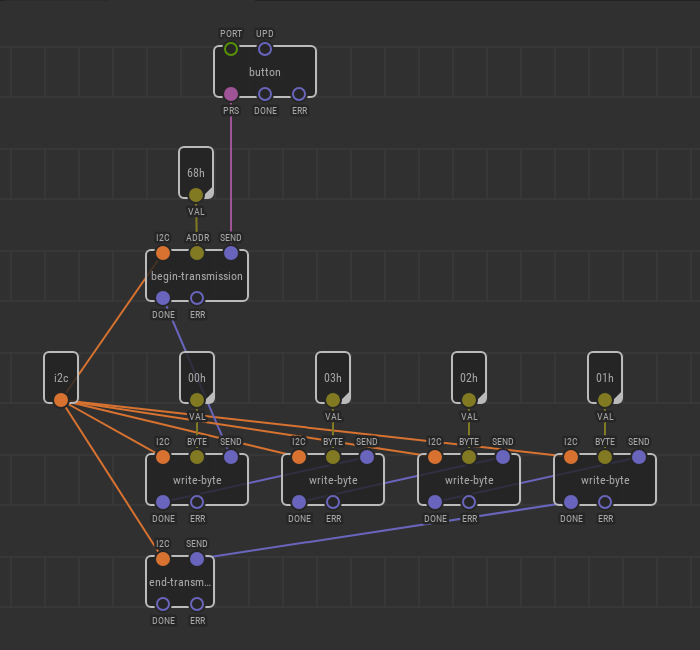 PORT UPD
button
PRS DONE ERR
68h
VAL
I2C ADDR SEND
begin-transmission
DONE ERR
i2c 00h 03h 02h 01h
VAL VAL VAL VAL
I2C BYTE SEND I2C BYTE SEND I2C BYTE SEND I2C BYTE SEND
write-byte write-byte write-byte write-byte
DONE ERR DONE ERR DONE ERR DONE ERR
I2C SEND
end-transm...
DONE ERR